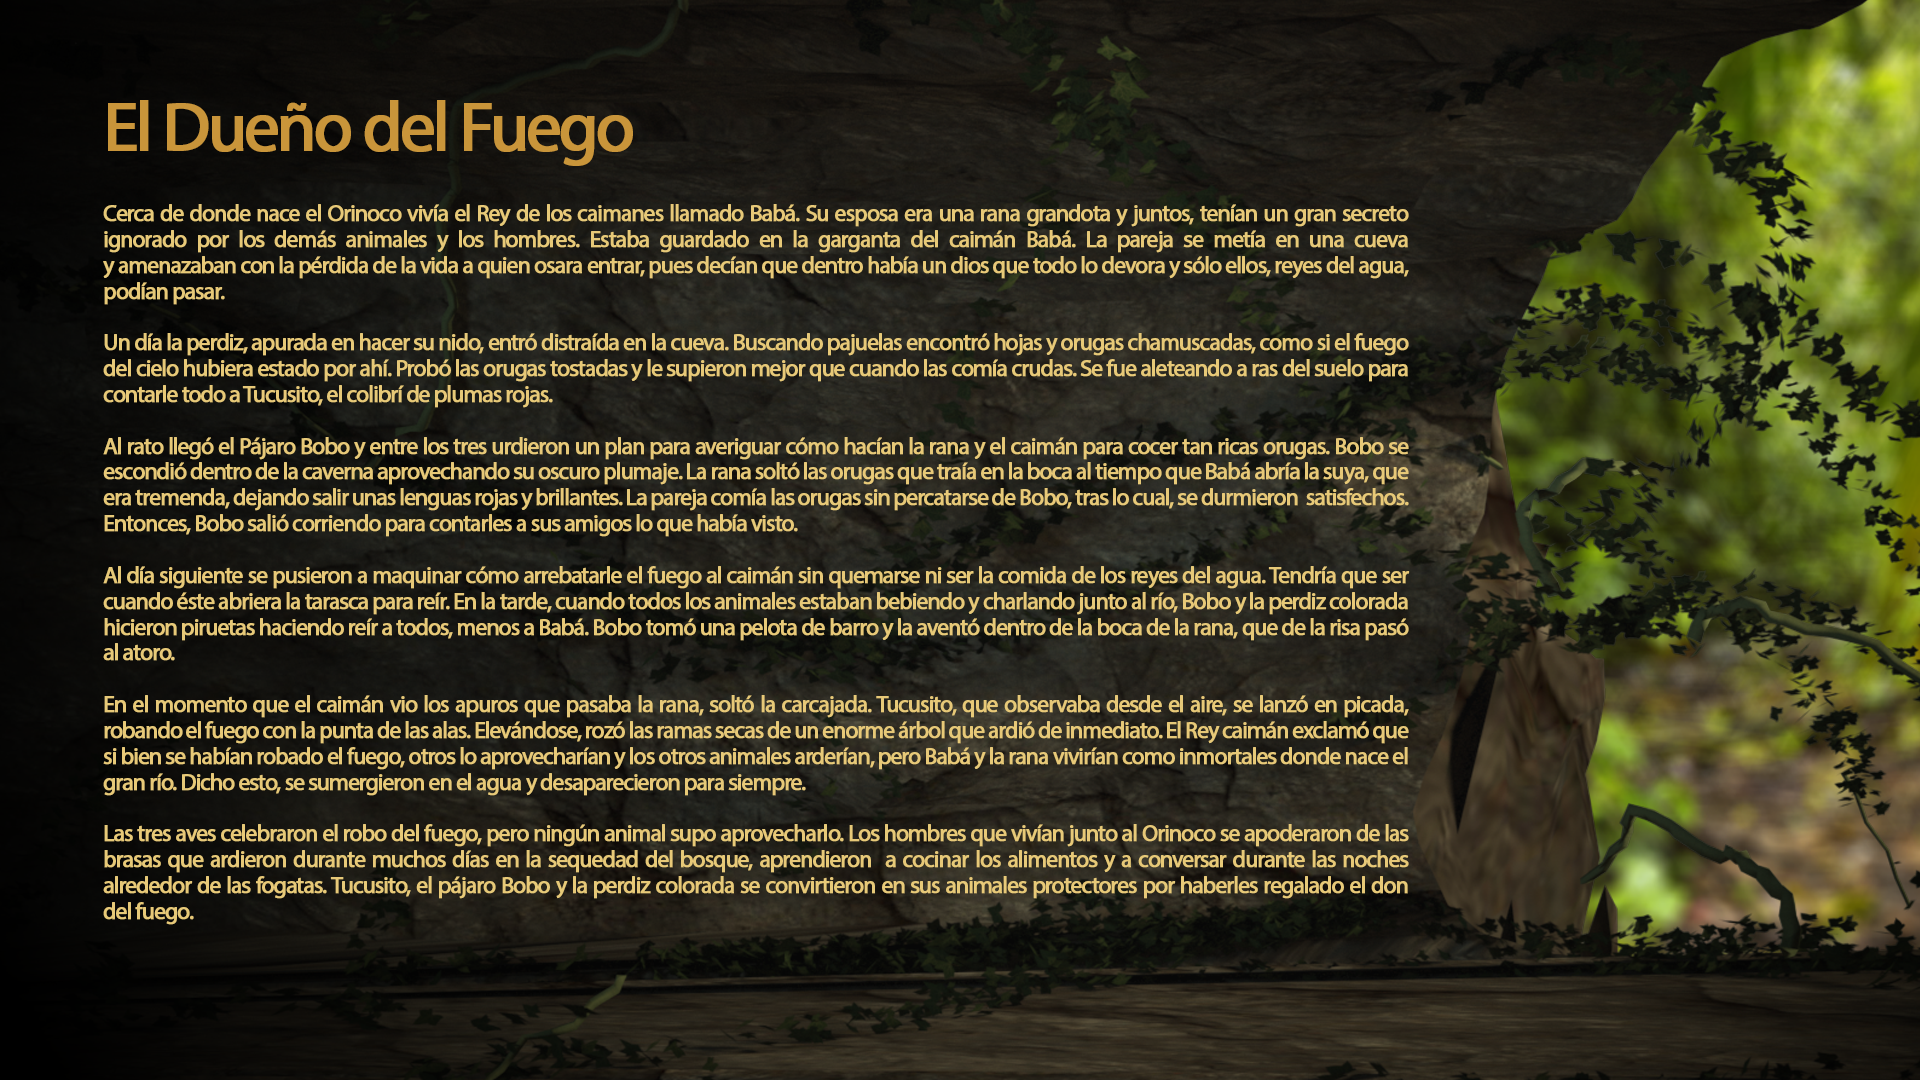 El Dueño del Fuego
Cerca de donde nace el Orinoco vivía el Rey de los caimanes llamado Babá. Su esposa era una rana grandota y juntos, tenían un gran secreto
ignorado por los demás animales y los hombres. Estaba guardado en la garganta del caimán Babá. La pareja se metía en una cueva
y amenazaban con la pérdida de la vida a quien osara entrar, pues decían que dentro había un dios que todo lo devora y sólo ellos, reyes del agua,
podían pasar.
Un día la perdiz, apurada en hacer su nido, entró distraída en la cueva. Buscando pajuelas encontró hojas y orugas chamuscadas, como si el fuego
del cielo hubiera estado por ahí. Probó las orugas tostadas y le supieron mejor que cuando las comía crudas. Se fue aleteando a ras del suelo para
contarle todo a Tucusito, el colibrí de plumas rojas.
Al rato llegó el Pájaro Bobo y entre los tres urdieron un plan para averiguar cómo hacían la rana y el caimán para cocer tan ricas orugas. Bobo se
escondió dentro de la caverna aprovechando su oscuro plumaje. La rana soltó las orugas que traía en la boca al tiempo que Babá abría la suya, que
era tremenda, dejando salir unas lenguas rojas y brillantes. La pareja comía las orugas sin percatarse de Bobo, tras lo cual, se durmieron satisfechos.
Entonces, Bobo salió corriendo para contarles a sus amigos lo que había visto.
Al día siguiente se pusieron a maquinar cómo arrebatarle el fuego al caimán sin quemarse ni ser la comida de los reyes del agua. Tendría que ser
cuando éste abriera la tarasca para reír. En la tarde, cuando todos los animales estaban bebiendo y charlando junto al río, Bobo y la perdiz colorada
hicieron piruetas haciendo reír a todos, menos a Babá. Bobo tomó una pelota de barro y la aventó dentro de la boca de la rana, que de la risa pasó
al atoro.
En el momento que el caimán vio los apuros que pasaba la rana, soltó la carcajada. Tucusito, que observaba desde el aire, se lanzó en picada,
robando el fuego con la punta de las alas. Elevándose, rozó las ramas secas de un enorme árbol que ardió de inmediato. El Rey caimán exclamó que
si bien se habían robado el fuego, otros lo aprovecharían y los otros animales arderían, pero Babá y la rana vivirían como inmortales donde nace el
gran río. Dicho esto, se sumergieron en el agua y desaparecieron para siempre.
Las tres aves celebraron el robo del fuego, pero ningún animal supo aprovecharlo. Los hombres que vivían junto al Orinoco se apoderaron de las
brasas que ardieron durante muchos días en la sequedad del bosque, aprendieron a cocinar los alimentos y a conversar durante las noches
alrededor de las fogatas. Tucusito, el pájaro Bobo y la perdiz colorada se convirtieron en sus animales protectores por haberles regalado el don
del fuego.